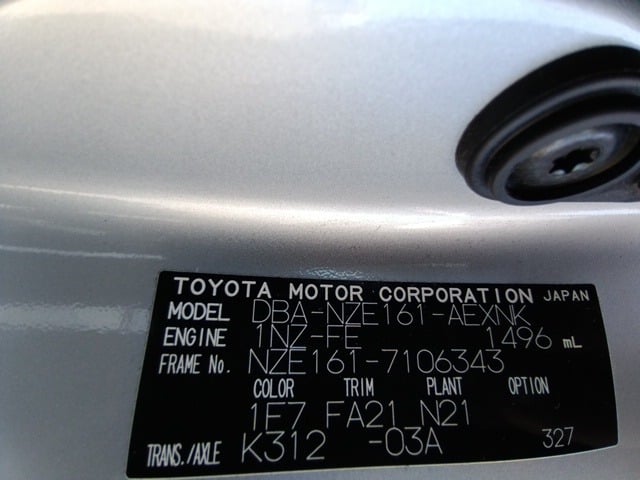 TOYOTA MOTOR CORPORATION JAPAN
MODEL DBA-NZE161-AEXNK
ENGINE 1NZ-FE 1496 mL
FRAME No. NZE161-7106343
COLOR TRIM PLANT OPTION
1E7 FA21 N21
TRANS./AXLE K312 -03A 327